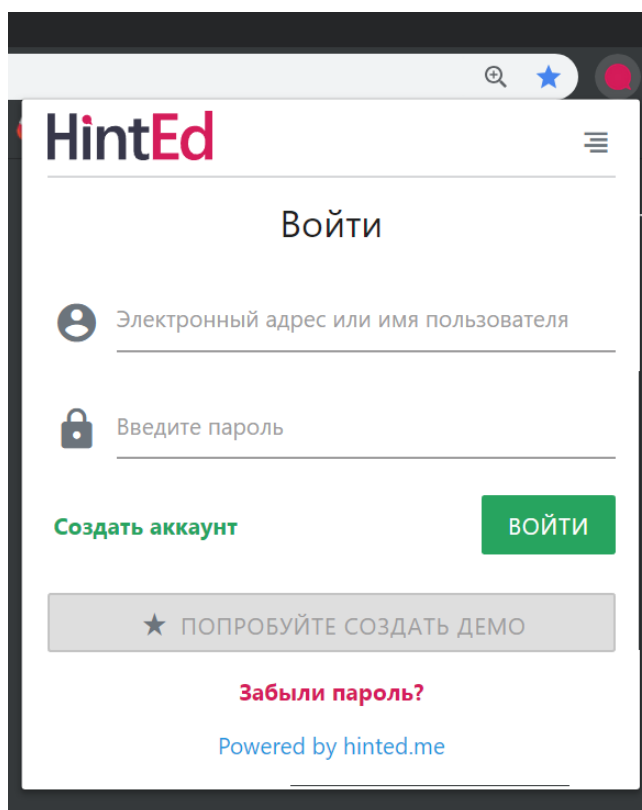 HintEd
Войти
Электронный адрес или имя пользователя
Введите пароль
Создать аккаунт
ВОЙТИ
★ ПОПРОБУЙТЕ СОЗДАТЬ ДЕМО
Забыли пароль?
Powered by hinted.me